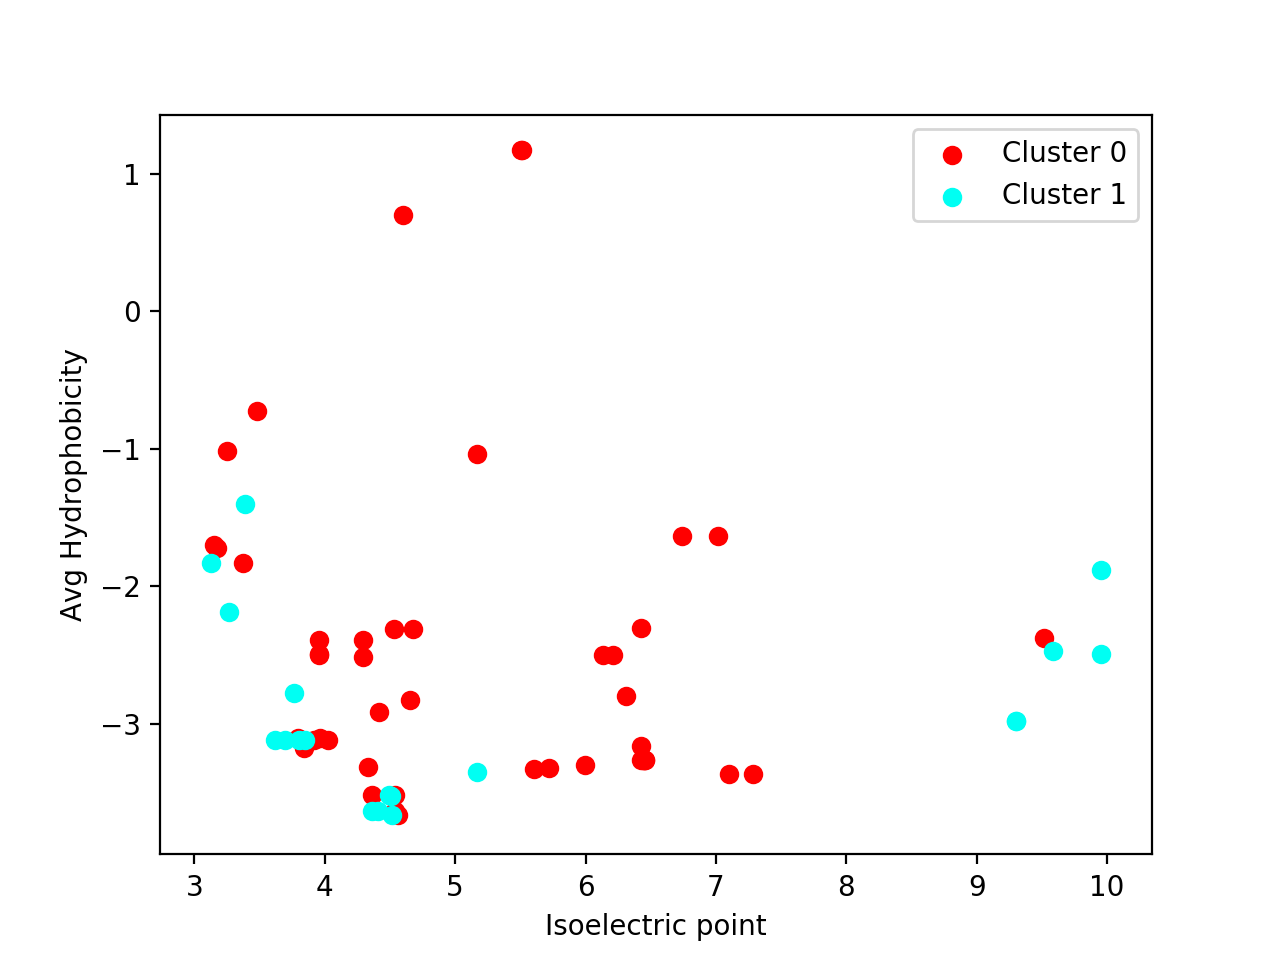 Cluster 0
Cluster 1
1
0
−1
−2
−3
Avg Hydrophobicity
3 4 5 6 7 8 9 10
Isoelectric point